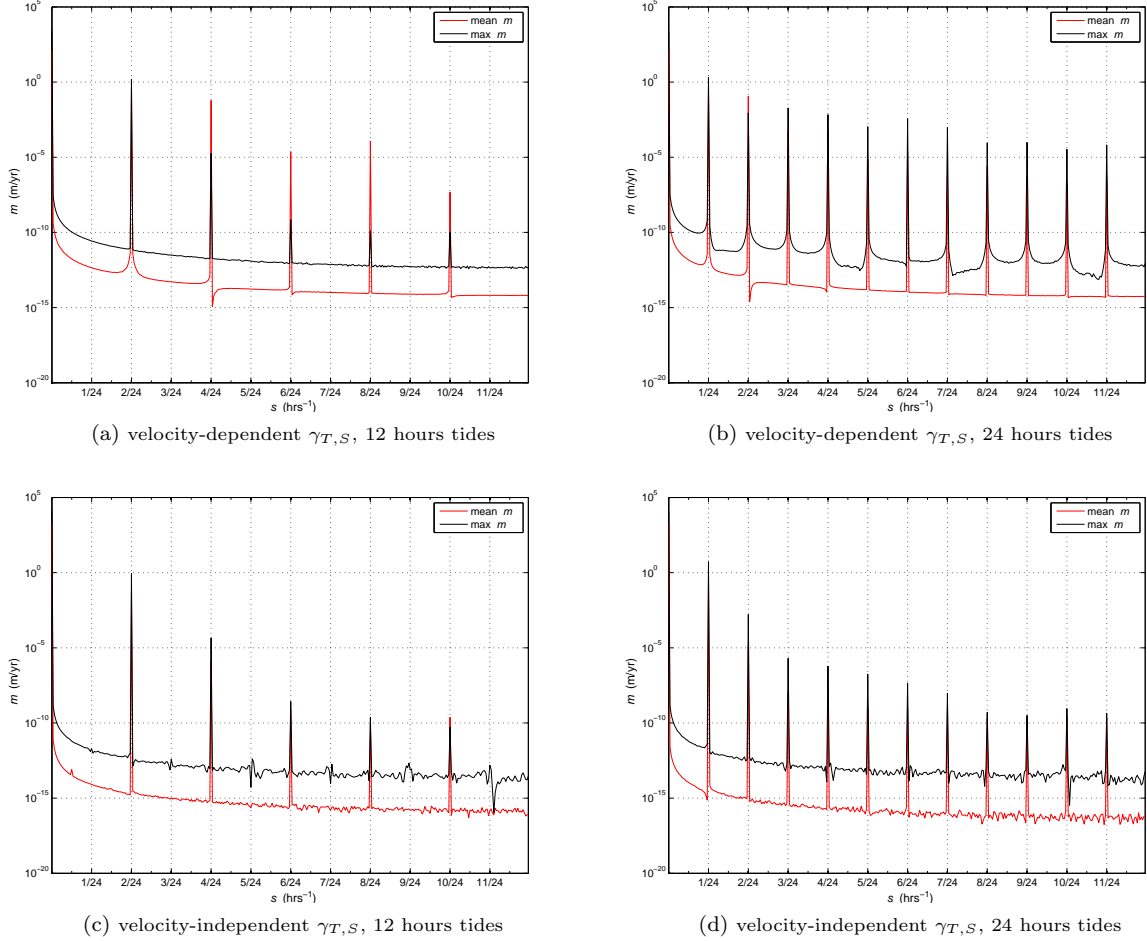 10^5
10^0
10^-5
10^-10
10^-15
10^-20
m (m/yr)
mean m
max m
1/24 2/24 3/24 4/24 5/24 6/24 7/24 8/24 9/24 10/24 11/24
s (hrs^-1)
(a) velocity-dependent γ_T,S, 12 hours tides
10^5
10^0
10^-5
10^-10
10^-15
10^-20
m (m/yr)
mean m
max m
1/24 2/24 3/24 4/24 5/24 6/24 7/24 8/24 9/24 10/24 11/24
s (hrs^-1)
(b) velocity-dependent γ_T,S, 24 hours tides
10^5
10^0
10^-5
10^-10
10^-15
10^-20
m (m/yr)
mean m
max m
1/24 2/24 3/24 4/24 5/24 6/24 7/24 8/24 9/24 10/24 11/24
s (hrs^-1)
(c) velocity-independent γ_T,S, 12 hours tides
10^5
10^0
10^-5
10^-10
10^-15
10^-20
m (m/yr)
mean m
max m
1/24 2/24 3/24 4/24 5/24 6/24 7/24 8/24 9/24 10/24 11/24
s (hrs^-1)
(d) velocity-independent γ_T,S, 24 hours tides